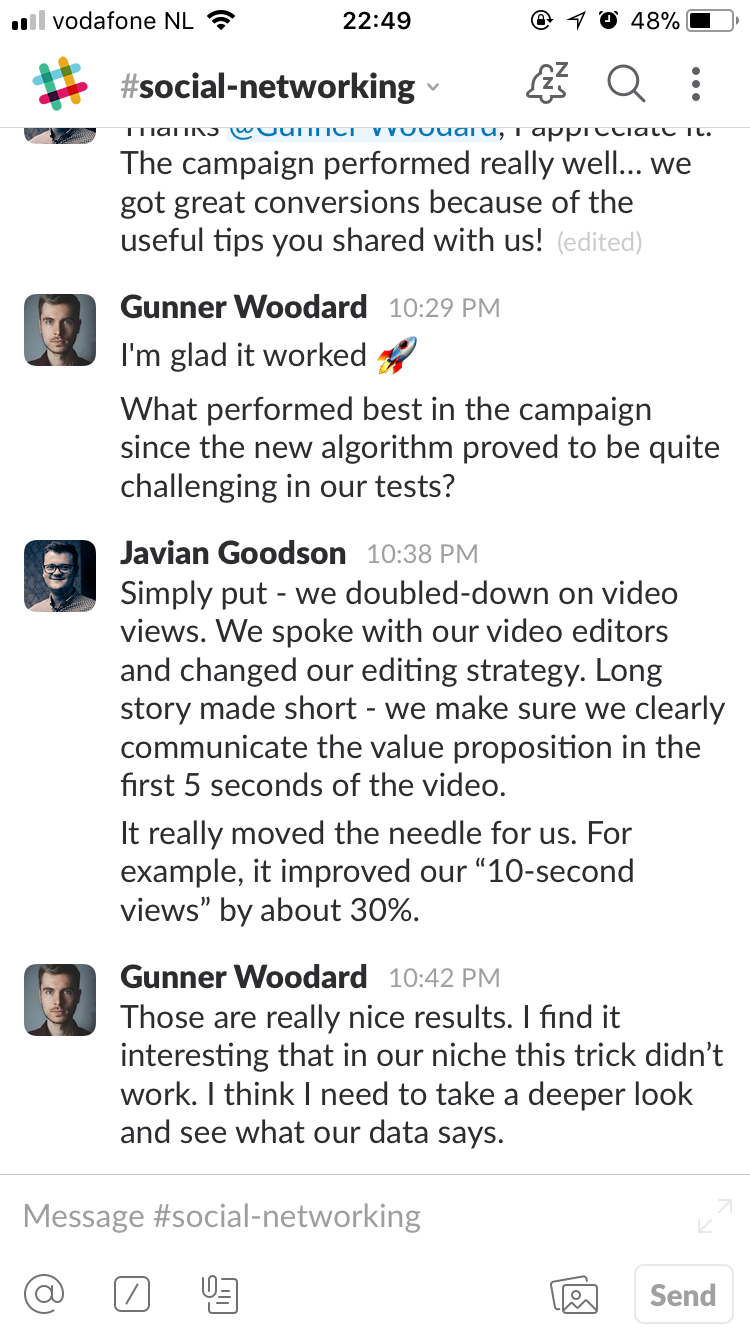 vodafone NL
22:49
48%
#social-networking
Thanks @Gunner Woodard, I appreciate it.
The campaign performed really well... we
got great conversions because of the
useful tips you shared with us! (edited)
Gunner Woodard 10:29 PM
I'm glad it worked 🚀
What performed best in the campaign
since the new algorithm proved to be quite
challenging in our tests?
Javian Goodson 10:38 PM
Simply put - we doubled-down on video
views. We spoke with our video editors
and changed our editing strategy. Long
story made short - we make sure we clearly
communicate the value proposition in the
first 5 seconds of the video.
It really moved the needle for us. For
example, it improved our “10-second
views” by about 30%.
Gunner Woodard 10:42 PM
Those are really nice results. I find it
interesting that in our niche this trick didn’t
work. I think I need to take a deeper look
and see what our data says.
Message #social-networking
Send